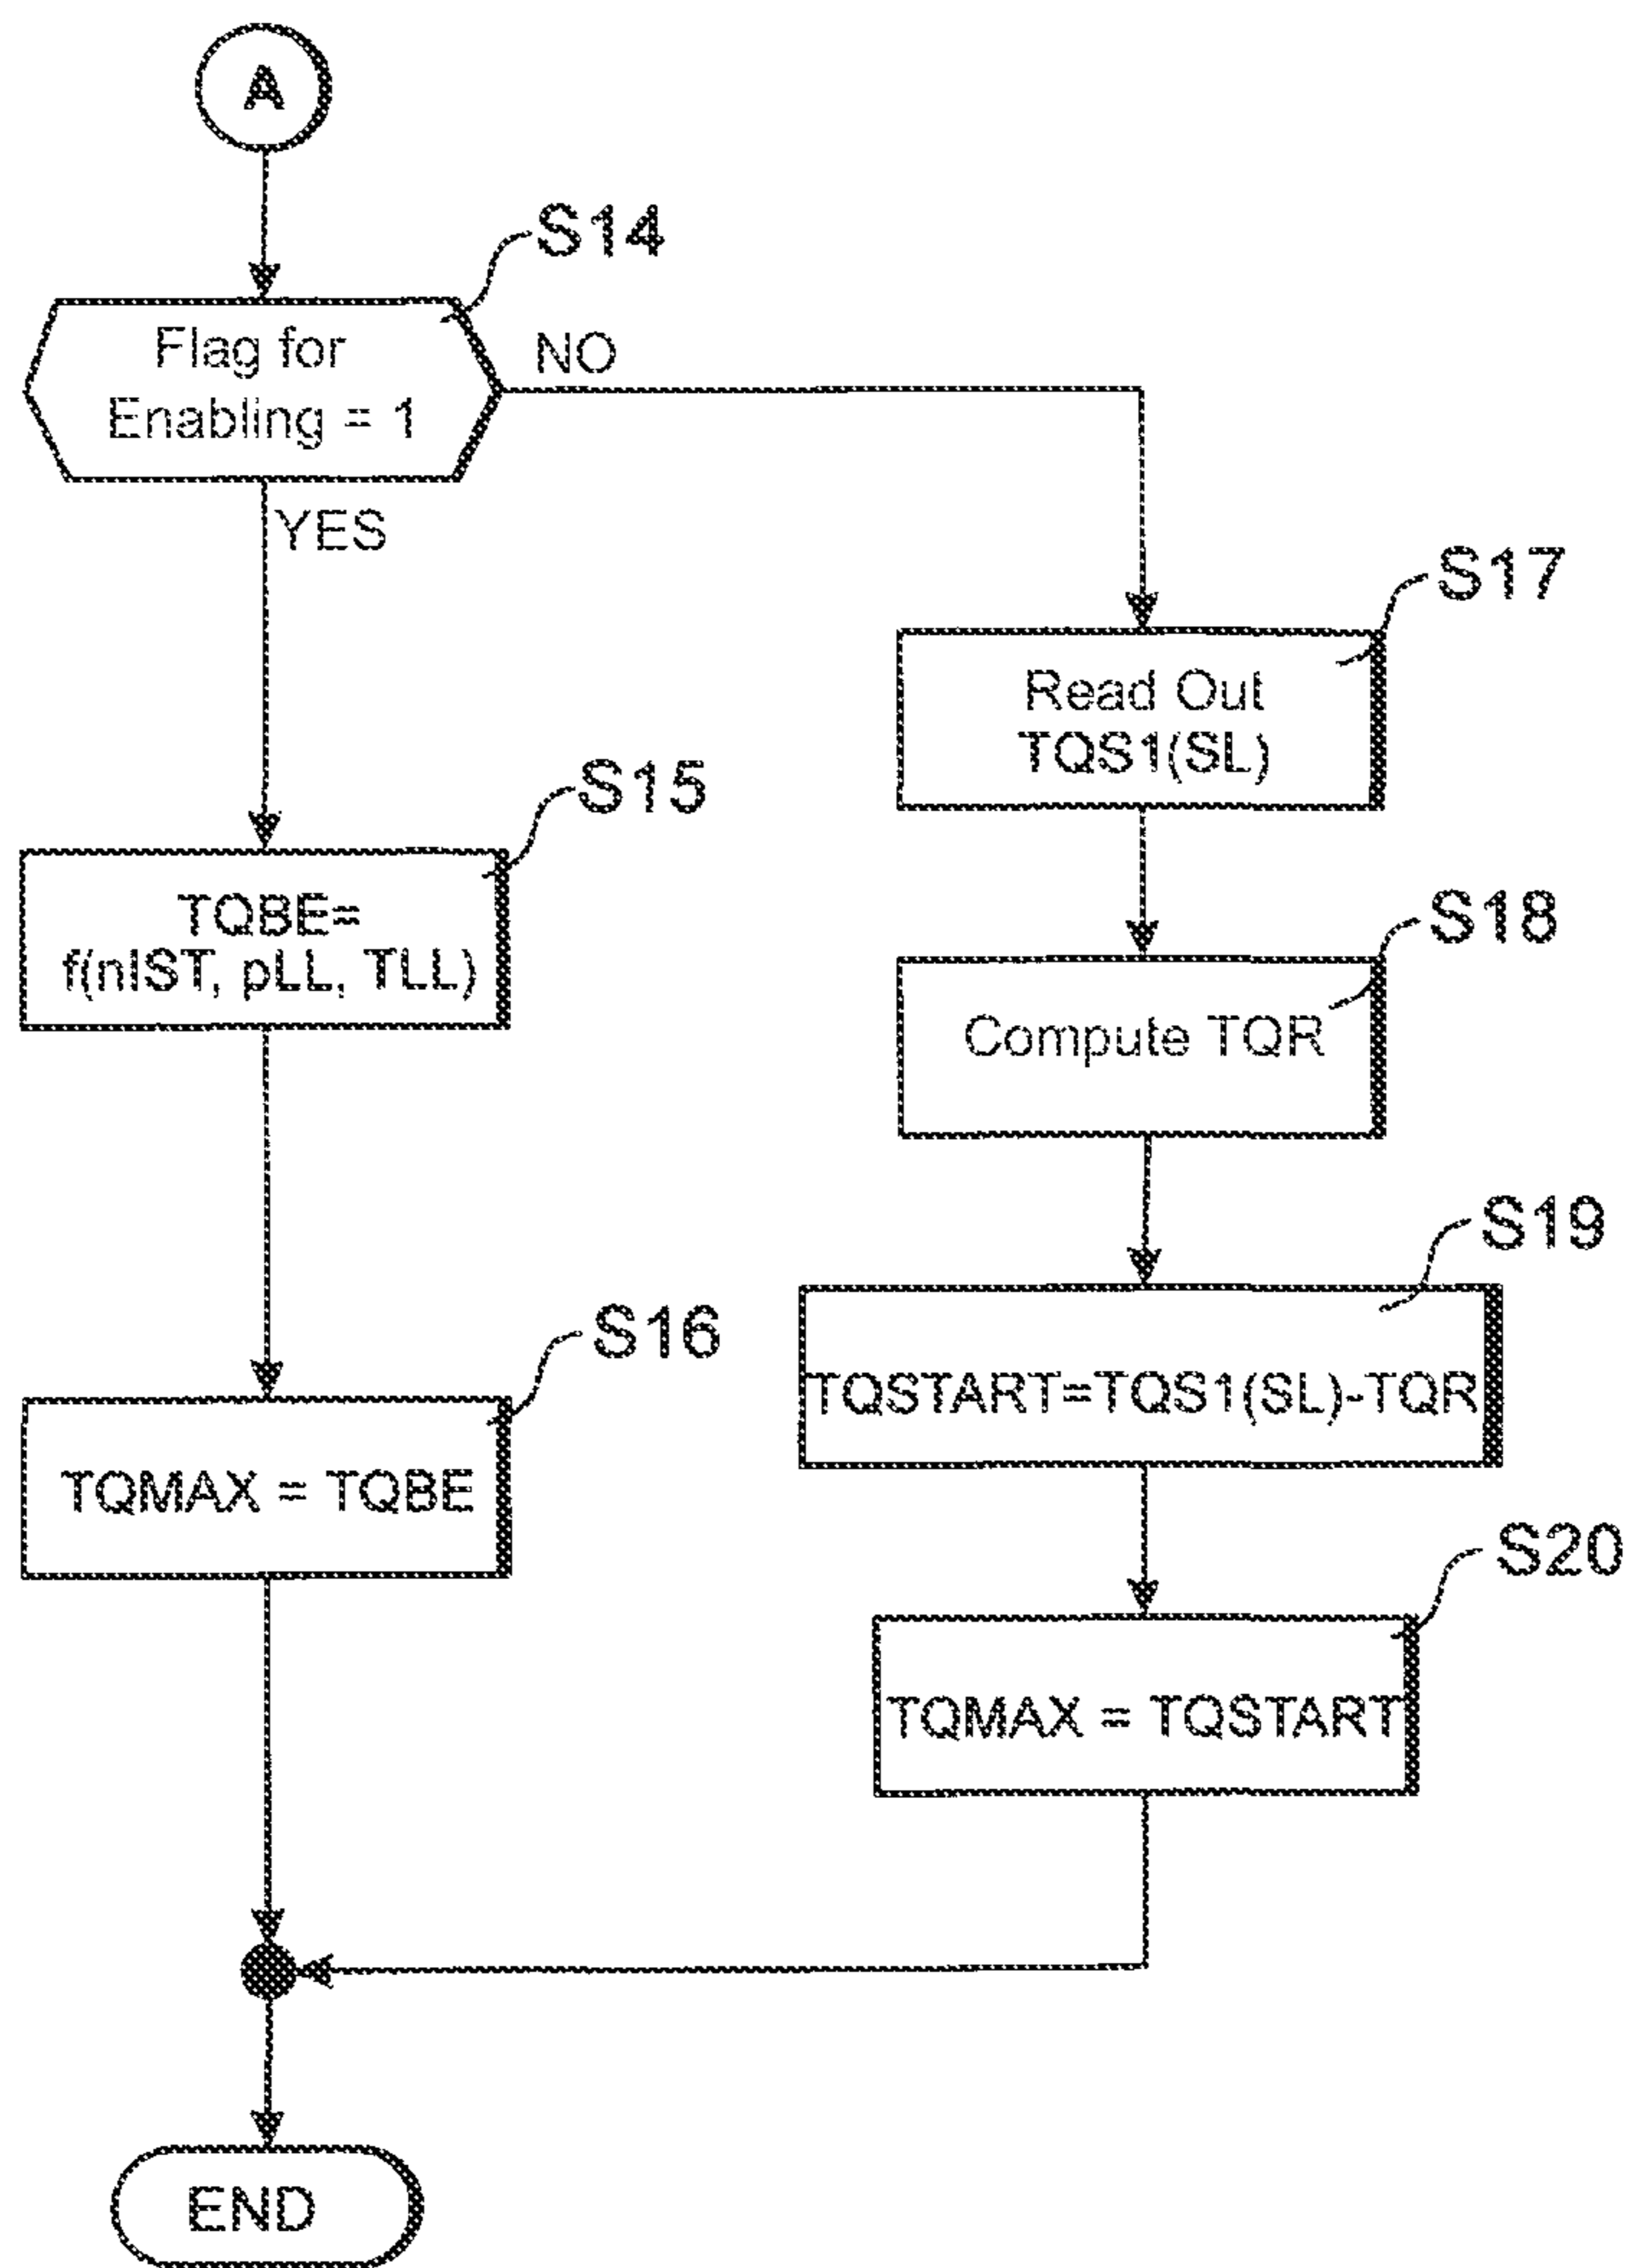 A
S14
Flag for
Enabling = 1
NO
YES
S17
Read Out
TQS1(SL)
S15
TQBE=
f(nIST, pLL, TLL)
S18
Compute TQR
S19
TQSTART=TQS1(SL)-TQR
S16
TQMAX = TQBE
S20
TQMAX = TQSTART
END